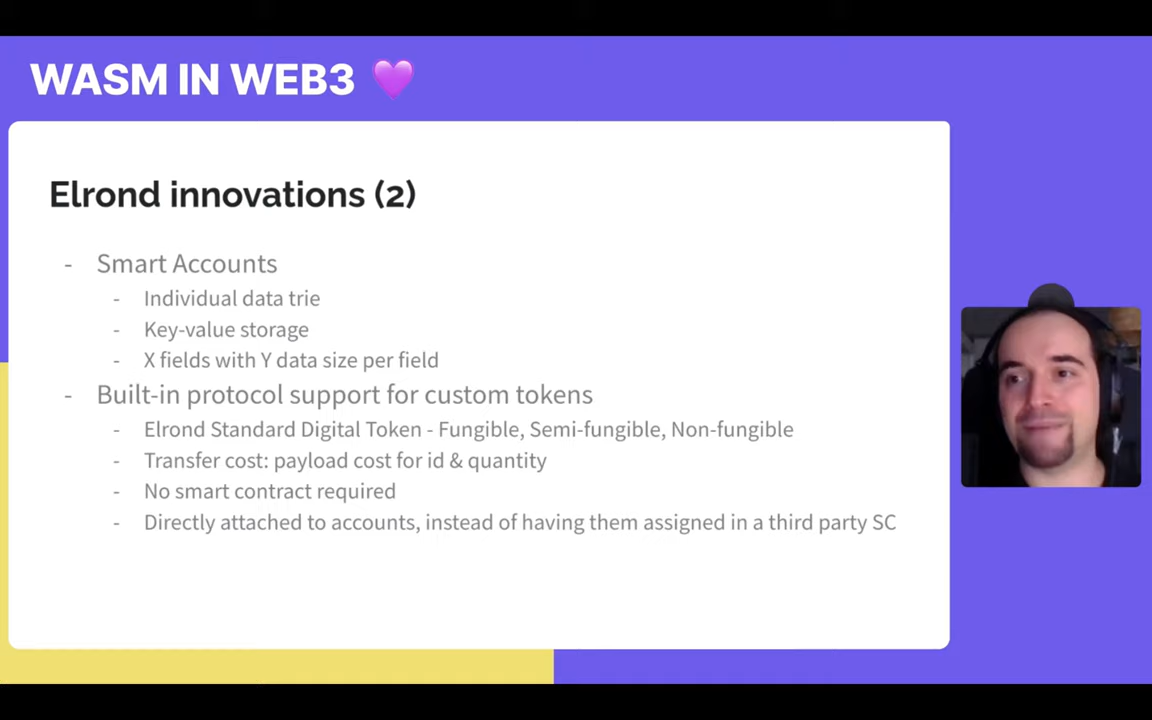 WASM IN WEB3 💜
Elrond innovations (2)
- Smart Accounts
- Individual data trie
- Key-value storage
- X fields with Y data size per field
- Built-in protocol support for custom tokens
- Elrond Standard Digital Token - Fungible, Semi-fungible, Non-fungible
- Transfer cost: payload cost for id & quantity
- No smart contract required
- Directly attached to accounts, instead of having them assigned in a third party SC